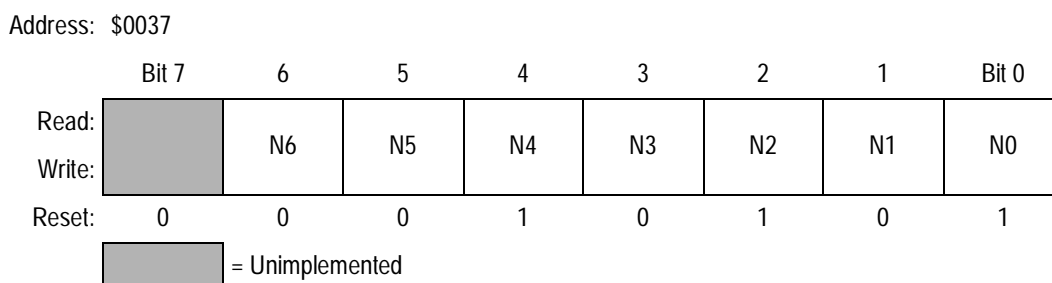 Address: $0037
Bit 7 6 5 4 3 2 1 Bit 0
Read:
N6 N5 N4 N3 N2 N1 N0
Write:
Reset: 0 0 0 1 0 1 0 1
= Unimplemented